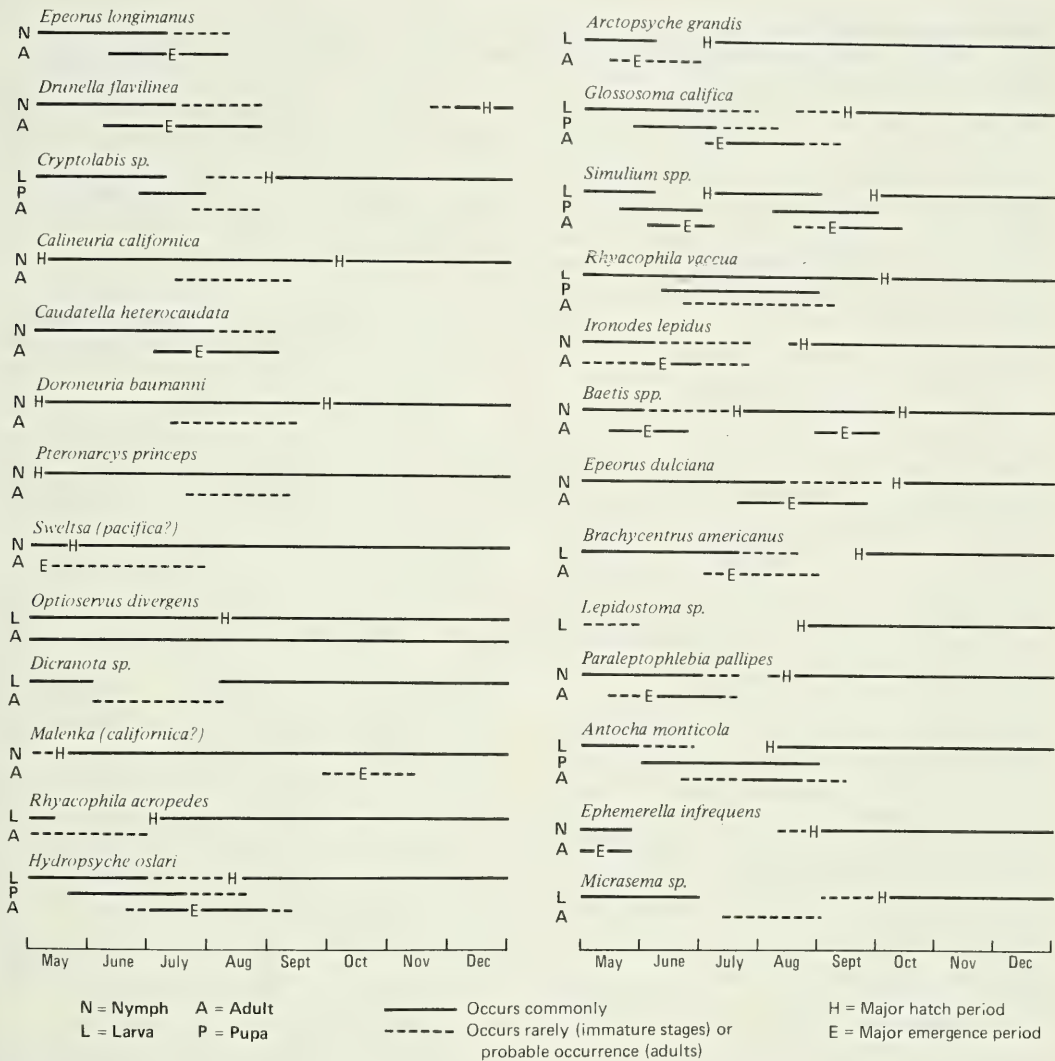 Epeorus longimanus
N
A E
Drunella flavilinea
N H
A E
Cryptolabis sp.
L H
P
A
Calineuria californica
N H H
A
Caudatella heterocaudata
N
A E
Doroneuria baumanni
N H H
A
Pteronarcys princeps
N H
A
Sweltsa (pacifica?)
N H
A E
Optioservus divergens
L H
A
Dicranota sp.
L
A
Malenka (californica?)
N H
A E
Rhyacophila acropedes
L H
A
Hydropsyche oslari
L H
P
A E
May June July Aug Sept Oct Nov Dec
Arctopsyche grandis
L H
A E
Glossosoma califica
L H
P
A E
Simulium spp.
L H H
P
A E E
Rhyacophila vaccua
L H
P
A
Ironodes lepidus
N H
A E
Baetis spp.
N H H
A E E
Epeorus dulciana
N H
A E
Brachycentrus americanus
L H
A E
Lepidostoma sp.
L H
Paraleptophlebia pallipes
N H
A E
Antocha monticola
L H
P
A
Ephemerella infrequens
N H
A E
Micrasema sp.
L H
A
May June July Aug Sept Oct Nov Dec
N = Nymph A = Adult
L = Larva P = Pupa
Occurs commonly
Occurs rarely (immature stages) or
probable occurrence (adults)
H = Major hatch period
E = Major emergence period